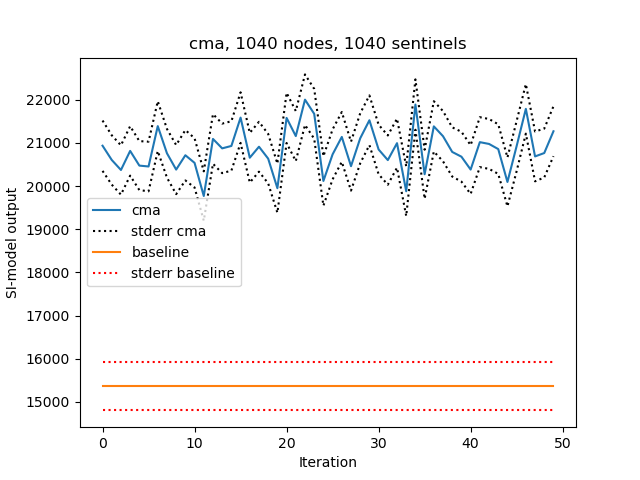 cma, 1040 nodes, 1040 sentinels
SI-model output
22000
21000
20000
19000
18000
17000
16000
15000
cma
stderr cma
baseline
stderr baseline
0 10 20 30 40 50
Iteration